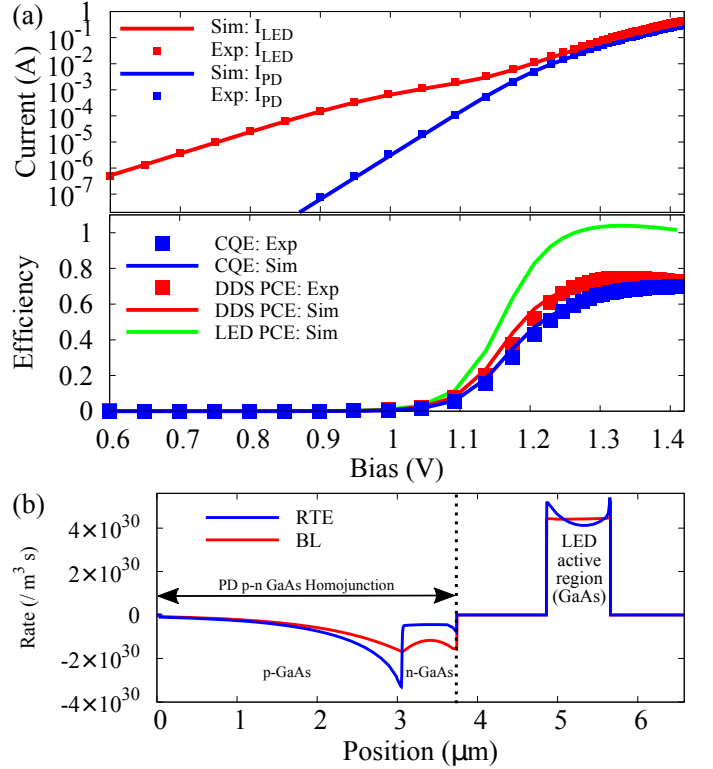 (a)
Sim: I_LED
Exp: I_LED
Sim: I_PD
Exp: I_PD
Current (A)
10^-1
10^-2
10^-3
10^-4
10^-5
10^-6
10^-7
CQE: Exp
CQE: Sim
DDS PCE: Exp
DDS PCE: Sim
LED PCE: Sim
Efficiency
1
0.8
0.6
0.4
0.2
0
0.6 0.7 0.8 0.9 1 1.1 1.2 1.3 1.4
Bias (V)
(b)
RTE
BL
Rate (/ m^3 s)
4×10^30
2×10^30
0
-2×10^30
-4×10^30
PD p-n GaAs Homojunction
LED
active
region
(GaAs)
p-GaAs
n-GaAs
0 1 2 3 4 5 6
Position (μm)